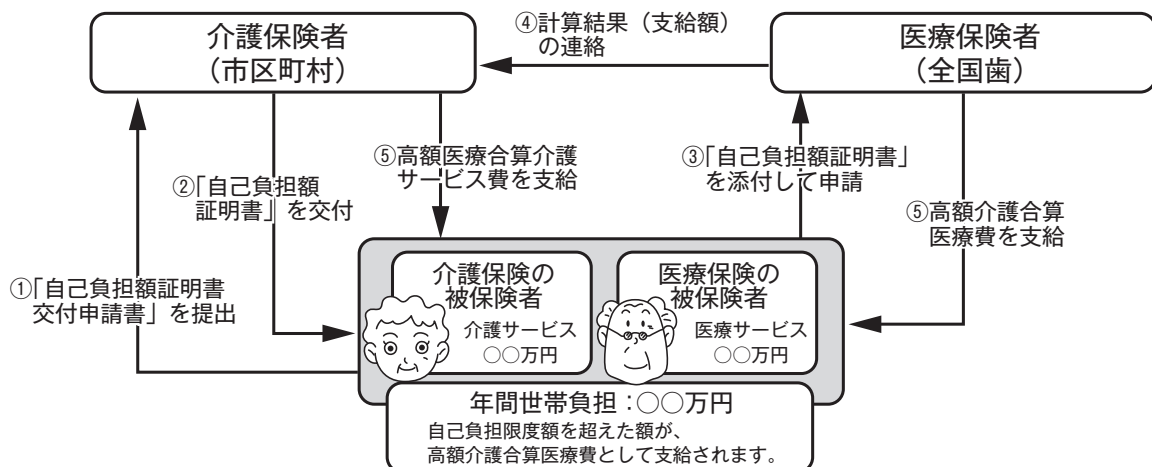 介護保険者
（市区町村）
④計算結果（支給額）
の連絡
医療保険者
（全国歯）
⑤高額医療合算介護
サービス費を支給
③「自己負担額証明書」
を添付して申請
②「自己負担額
証明書」を交付
⑤高額介護合算
医療費を支給
①「自己負担額証明書
交付申請書」を提出
介護保険の
被保険者
介護サービス
○○万円
医療保険の
被保険者
医療サービス
○○万円
年間世帯負担：○○万円
自己負担限度額を超えた額が、
高額介護合算医療費として支給されます。